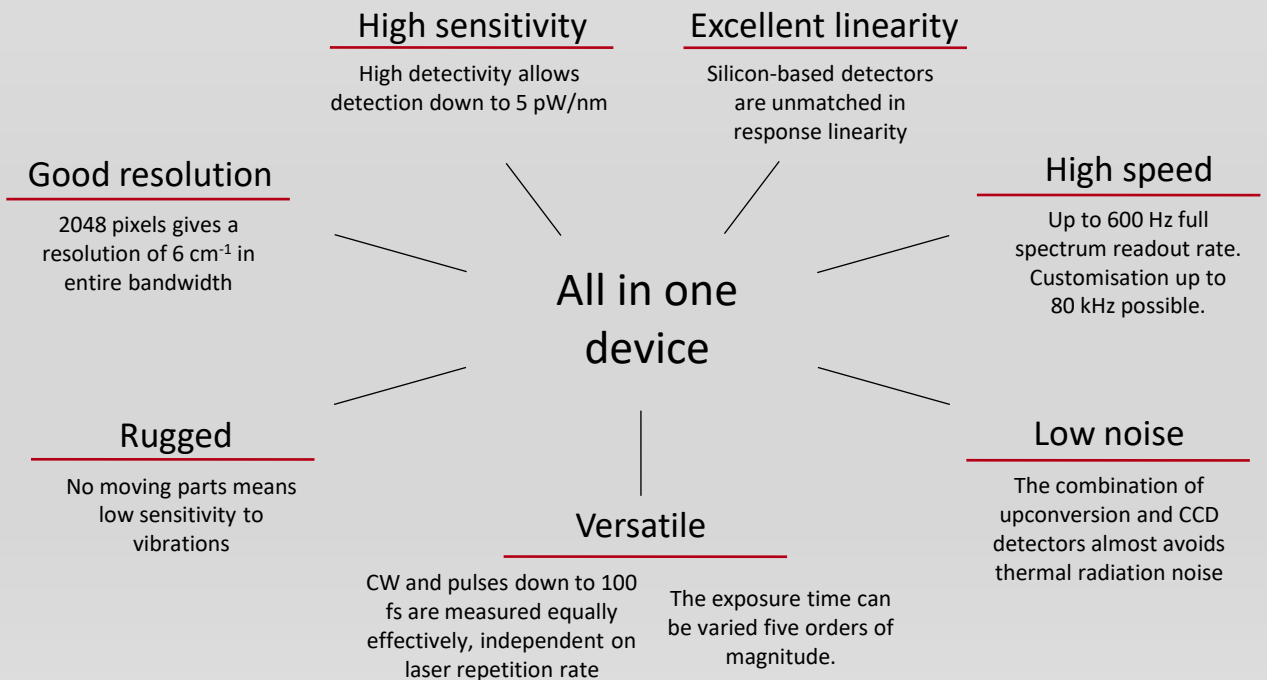 High sensitivity
High detectivity allows
detection down to 5 pW/nm
Excellent linearity
Silicon-based detectors
are unmatched in
response linearity
Good resolution
2048 pixels gives a
resolution of 6 cm⁻¹ in
entire bandwidth
High speed
Up to 600 Hz full
spectrum readout rate.
Customisation up to
80 kHz possible.
All in one
device
Rugged
No moving parts means
low sensitivity to
vibrations
Low noise
The combination of
upconversion and CCD
detectors almost avoids
thermal radiation noise
Versatile
CW and pulses down to 100
fs are measured equally
effectively, independent on
laser repetition rate
The exposure time can
be varied five orders of
magnitude.